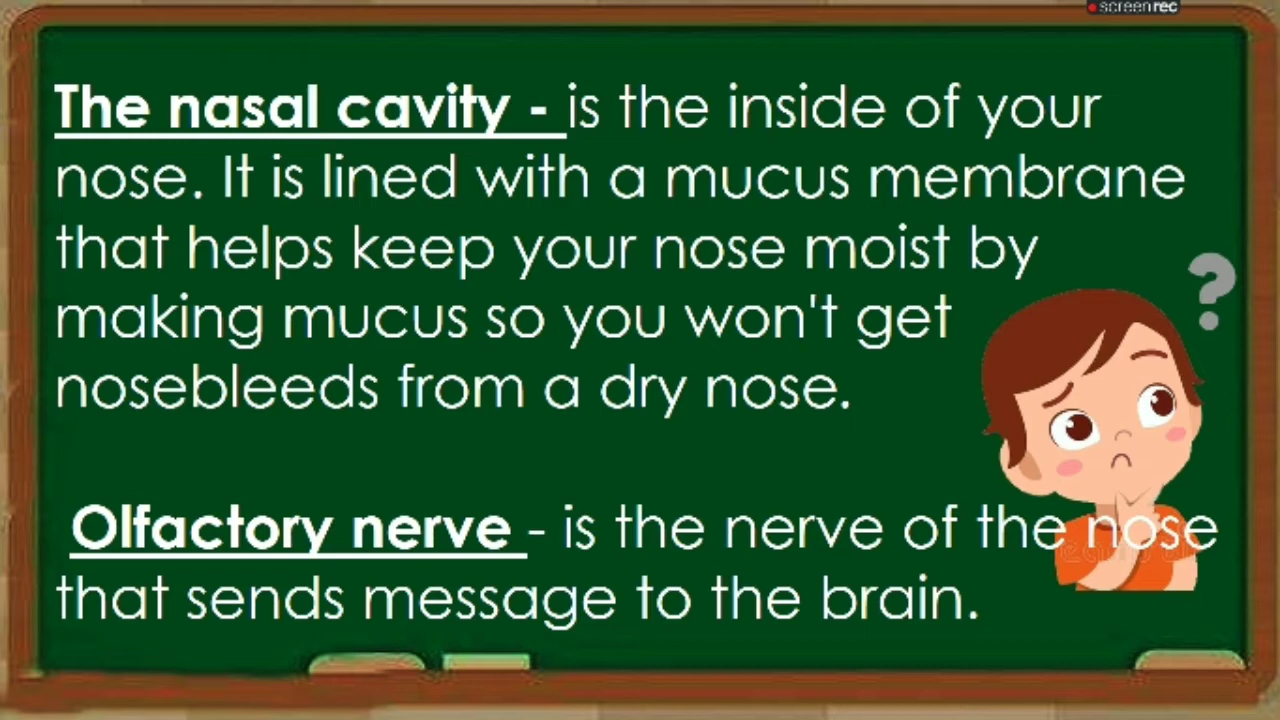 screenrec
The nasal cavity - is the inside of your
nose. It is lined with a mucus membrane
that helps keep your nose moist by
making mucus so you won't get
nosebleeds from a dry nose.
?
Olfactory nerve - is the nerve of the nose
that sends message to the brain.